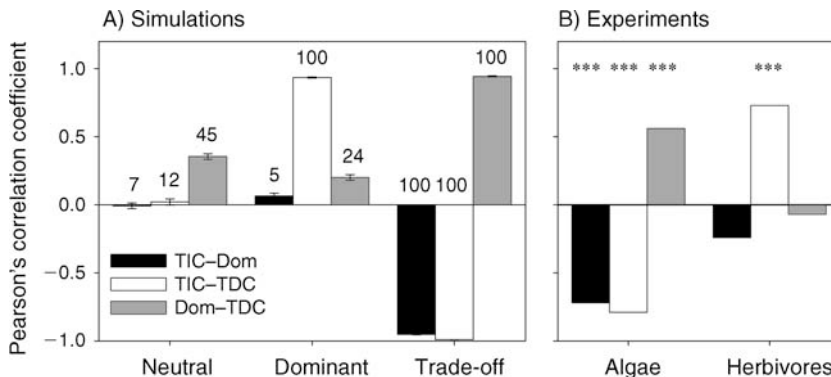 A) Simulations
B) Experiments
Pearson's correlation coefficient
1.0
0.5
0.0
−0.5
−1.0
7
12
45
5
100
24
100
100
100
*** *** *** ***
TIC–Dom
TIC–TDC
Dom–TDC
Neutral Dominant Trade-off
Algae Herbivores